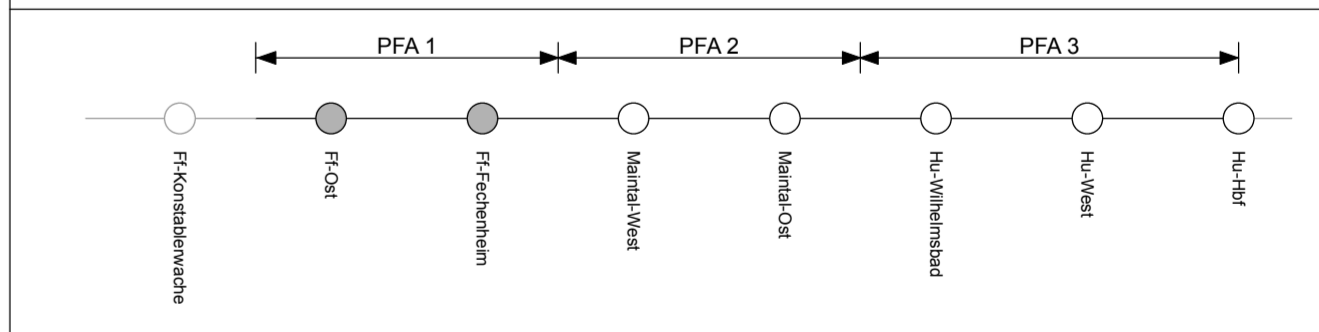 PFA 1
PFA 2
PFA 3
Ff-Konstablerwache
Ff-Ost
Ff-Fechenheim
Maintal-West
Maintal-Ost
Hu-Wilhelmsbad
Hu-West
Hu-Hbf